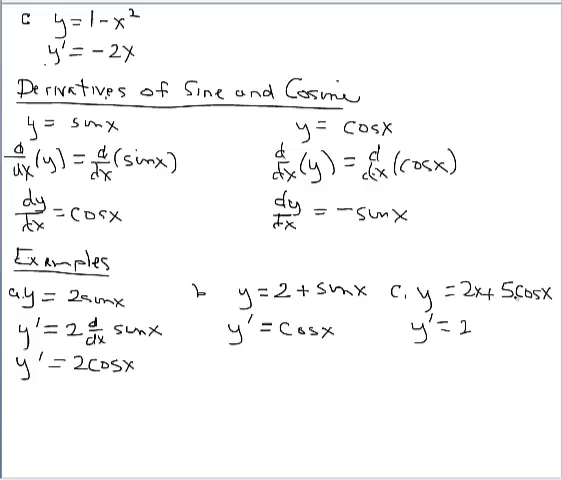 c y = 1 - x²
y' = -2x
Derivatives of Sine and Cosine
y = sinx y = cosx
d/dx (y) = d/dx (sinx) d/dx (y) = d/dx (cosx)
dy/dx = cosx dy/dx = -sinx
Examples
a. y = 2sinx b y = 2 + sinx c. y = 2x + 5cosx
y' = 2 d/dx sinx y' = cosx y' = 2
y' = 2cosx